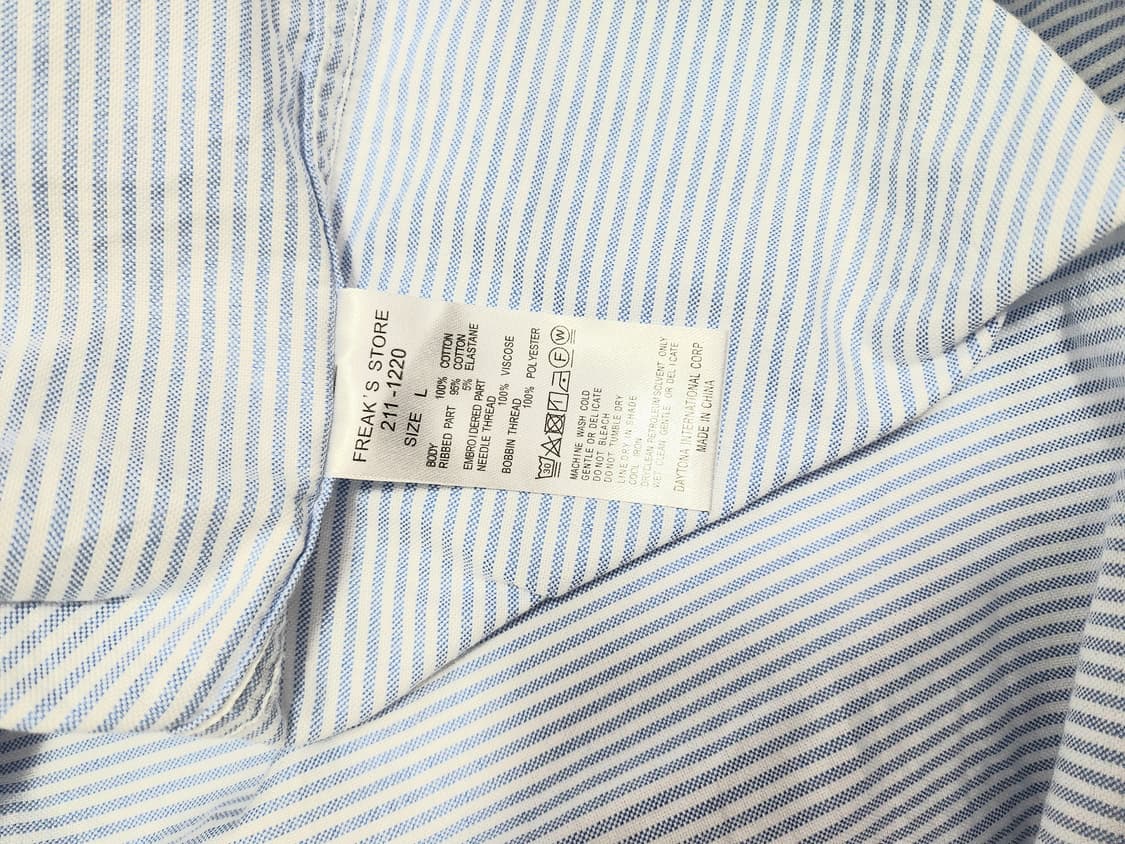 FREAK'S STORE
211-1220
SIZE L
BODY 100% COTTON
RIBBED PART 95% COTTON
5% ELASTANE
EMBROIDERED PART
NEEDLE THREAD 100% VISCOSE
BOBBIN THREAD 100% POLYESTER
30 F W
MACHINE WASH COLD
GENTLE OR DELICATE
DO NOT BLEACH
DO NOT TUMBLE DRY
LINE DRY IN SHADE
COOL IRON
DRYCLEAN PETROLEUM SOLVENT ONLY
WET CLEAN GENTLE OR DELICATE
DAYTONA INTERNATIONAL CORP
MADE IN CHINA